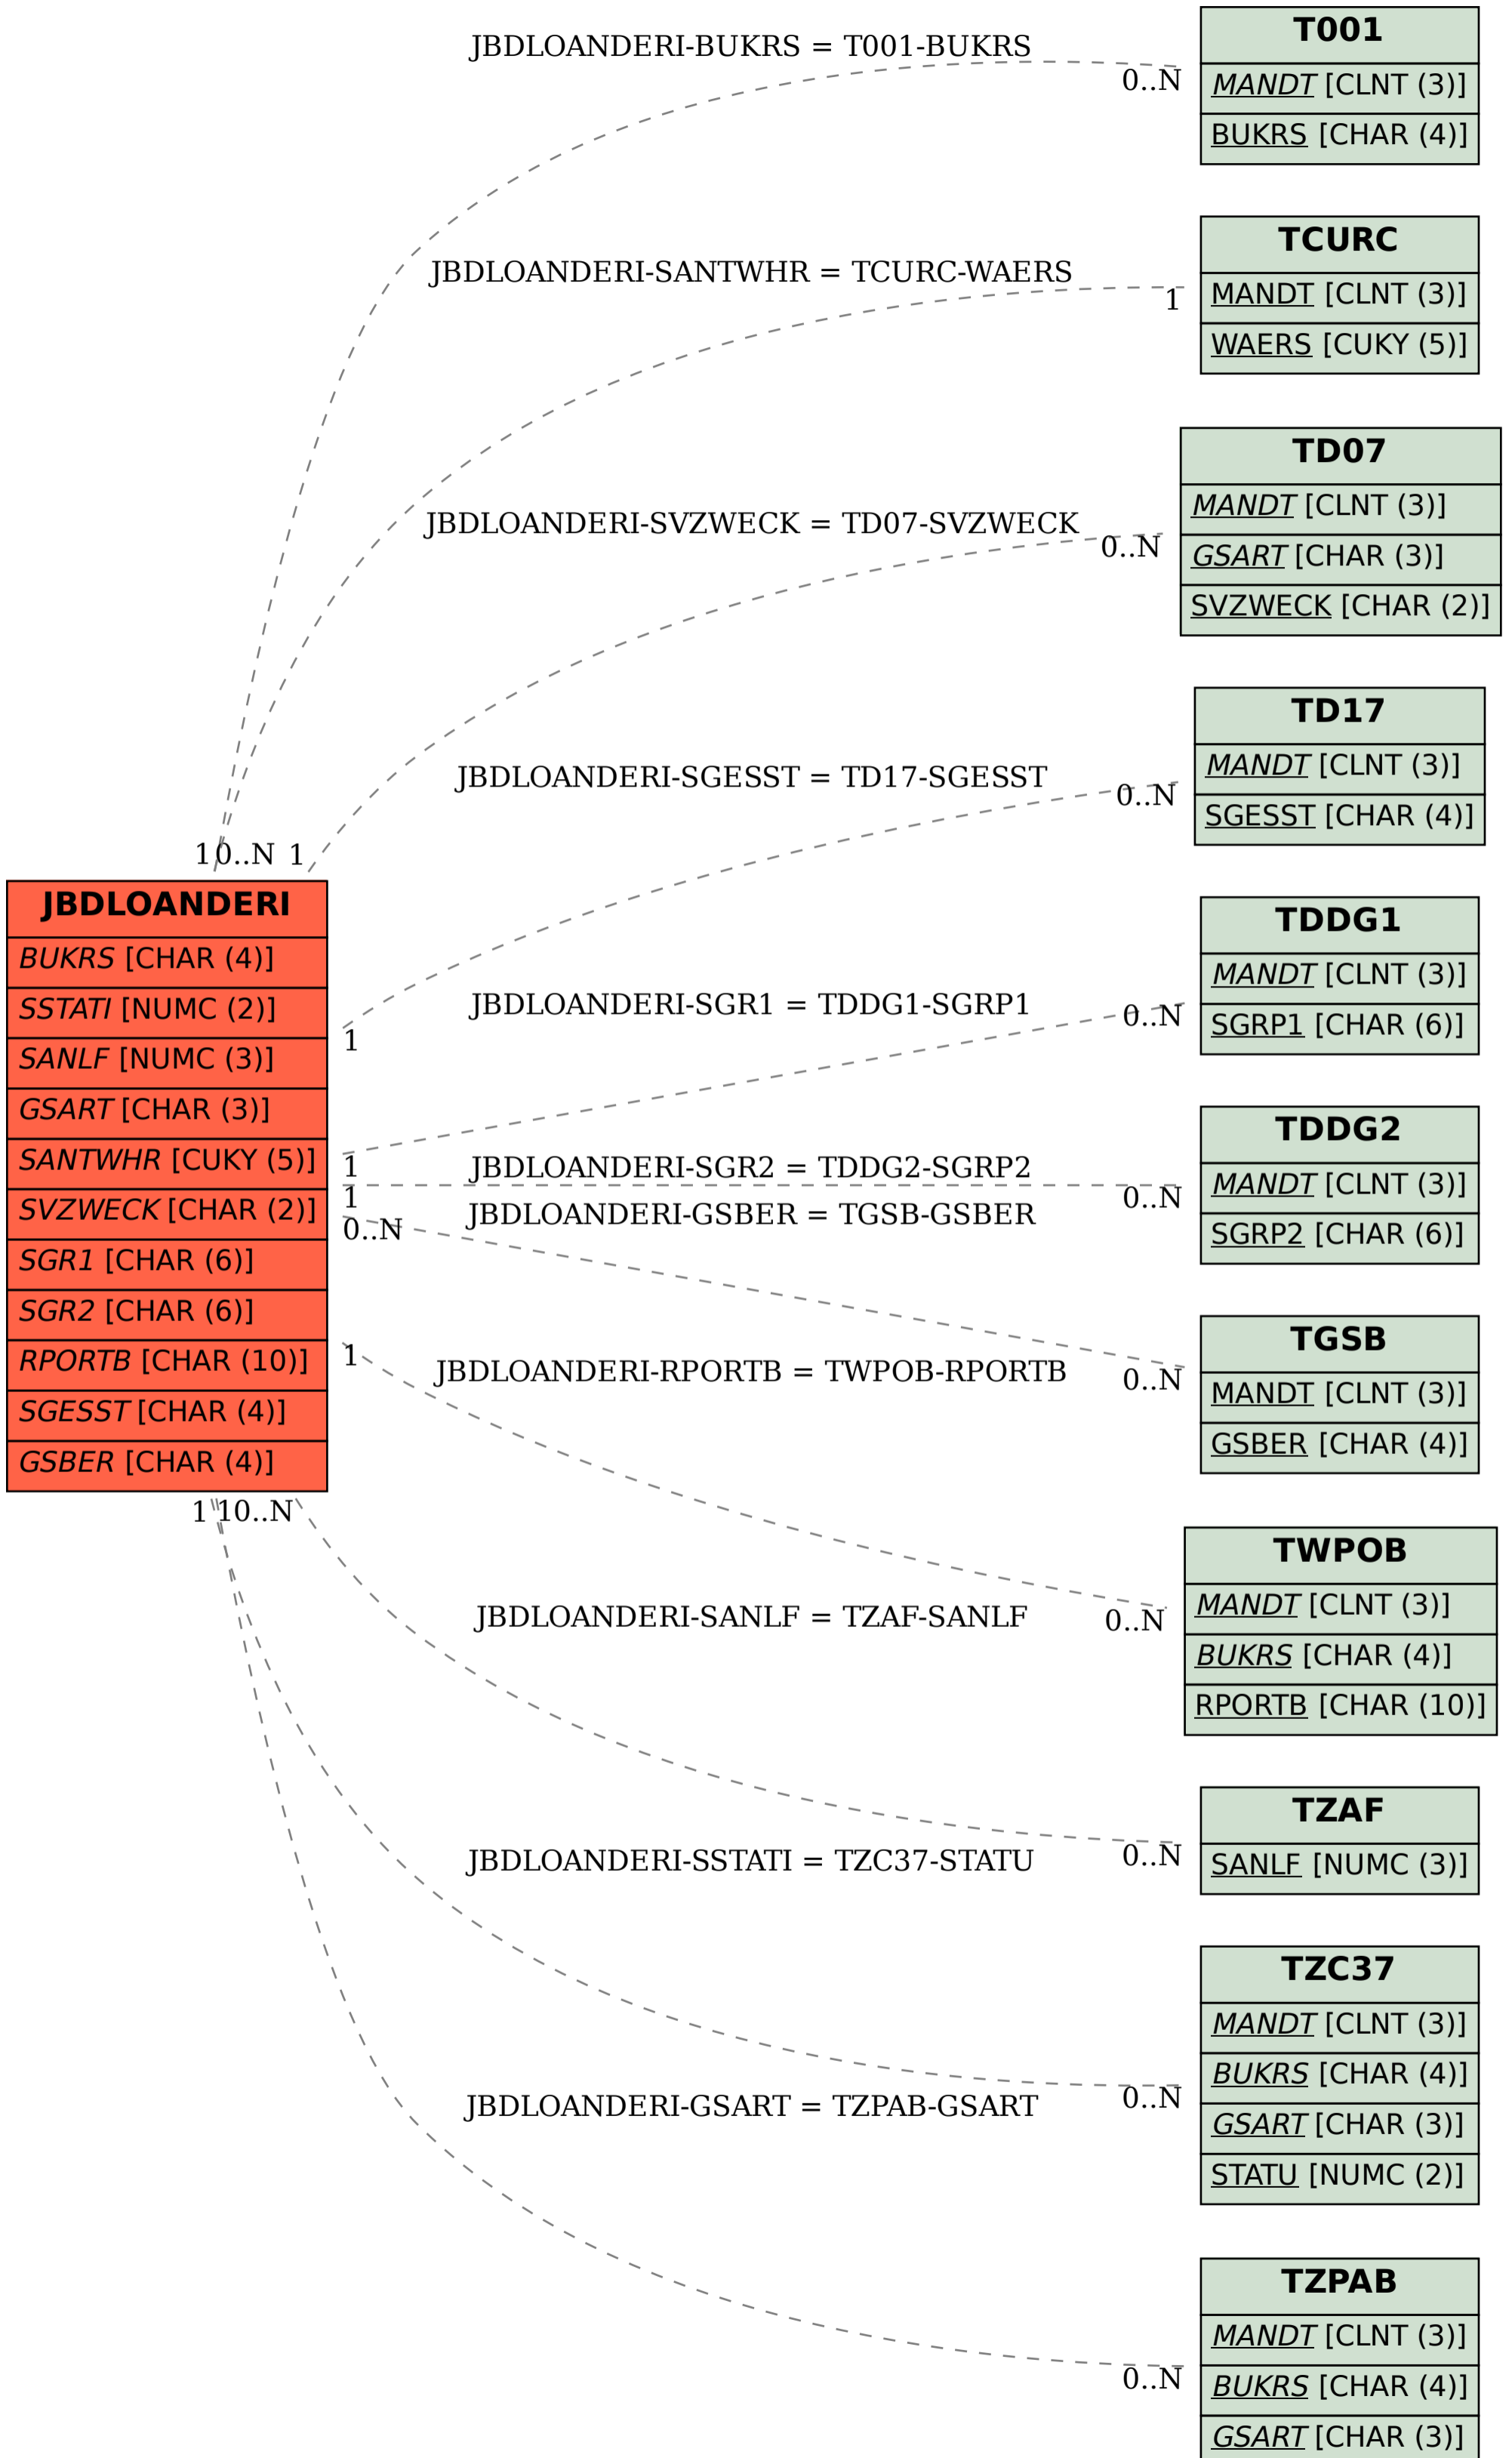 JBDLOANDERI-BUKRS = T001-BUKRS
0..N
T001
MANDT [CLNT (3)]
BUKRS [CHAR (4)]
JBDLOANDERI-SANTWHR = TCURC-WAERS
1
TCURC
MANDT [CLNT (3)]
WAERS [CUKY (5)]
JBDLOANDERI-SVZWECK = TD07-SVZWECK
0..N
TD07
MANDT [CLNT (3)]
GSART [CHAR (3)]
SVZWECK [CHAR (2)]
JBDLOANDERI-SGESST = TD17-SGESST
0..N
TD17
MANDT [CLNT (3)]
SGESST [CHAR (4)]
1 0..N 1
JBDLOANDERI
BUKRS [CHAR (4)]
SSTATI [NUMC (2)]
SANLF [NUMC (3)]
GSART [CHAR (3)]
SANTWHR [CUKY (5)]
SVZWECK [CHAR (2)]
SGR1 [CHAR (6)]
SGR2 [CHAR (6)]
RPORTB [CHAR (10)]
SGESST [CHAR (4)]
GSBER [CHAR (4)]
1
1
1
0..N
1
1 1 0..N
JBDLOANDERI-SGR1 = TDDG1-SGRP1
0..N
TDDG1
MANDT [CLNT (3)]
SGRP1 [CHAR (6)]
JBDLOANDERI-SGR2 = TDDG2-SGRP2
0..N
TDDG2
MANDT [CLNT (3)]
SGRP2 [CHAR (6)]
JBDLOANDERI-GSBER = TGSB-GSBER
0..N
TGSB
MANDT [CLNT (3)]
GSBER [CHAR (4)]
JBDLOANDERI-RPORTB = TWPOB-RPORTB
0..N
TWPOB
MANDT [CLNT (3)]
BUKRS [CHAR (4)]
RPORTB [CHAR (10)]
JBDLOANDERI-SANLF = TZAF-SANLF
0..N
TZAF
SANLF [NUMC (3)]
JBDLOANDERI-SSTATI = TZC37-STATU
0..N
TZC37
MANDT [CLNT (3)]
BUKRS [CHAR (4)]
GSART [CHAR (3)]
STATU [NUMC (2)]
JBDLOANDERI-GSART = TZPAB-GSART
0..N
TZPAB
MANDT [CLNT (3)]
BUKRS [CHAR (4)]
GSART [CHAR (3)]